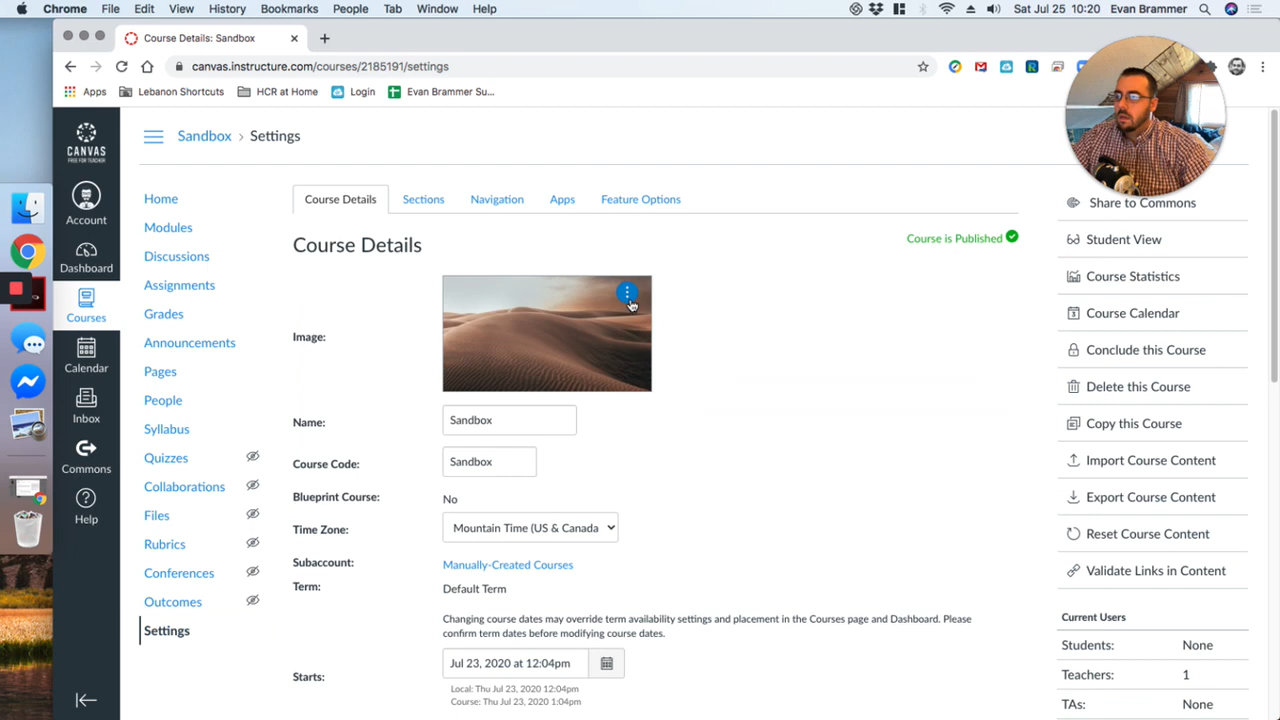 Chrome File Edit View History Bookmarks People Tab Window Help Sat Jul 25 10:20 Evan Brammer
Course Details: Sandbox
canvas.instructure.com/courses/2185191/settings
Apps Lebanon Shortcuts HCR at Home Login Evan Brammer Su...
CANVAS
FREE FOR TEACHER
Account
Dashboard
Courses
Calendar
Inbox
Commons
Help
Sandbox › Settings
Home
Modules
Discussions
Assignments
Grades
Announcements
Pages
People
Syllabus
Quizzes
Collaborations
Files
Rubrics
Conferences
Outcomes
Settings
Course Details Sections Navigation Apps Feature Options
Course Details
Course is Published
Image:
Name: Sandbox
Course Code: Sandbox
Blueprint Course: No
Time Zone: Mountain Time (US & Canada
Subaccount: Manually-Created Courses
Term: Default Term
Changing course dates may override term availability settings and placement in the Courses page and Dashboard. Please
confirm term dates before modifying course dates.
Starts: Jul 23, 2020 at 12:04pm
Local: Thu Jul 23, 2020 12:04pm
Course: Thu Jul 23, 2020 1:04pm
Share to Commons
Student View
Course Statistics
Course Calendar
Conclude this Course
Delete this Course
Copy this Course
Import Course Content
Export Course Content
Reset Course Content
Validate Links in Content
Current Users
Students: None
Teachers: 1
TAs: None